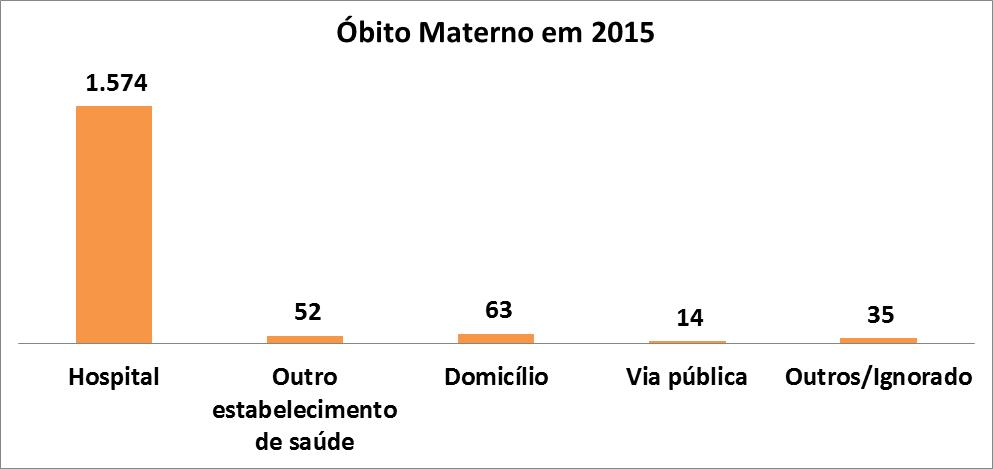 Óbito Materno em 2015
1.574
52
63
14
35
Hospital
Outro
estabelecimento
de saúde
Domicílio
Via pública
Outros/Ignorado